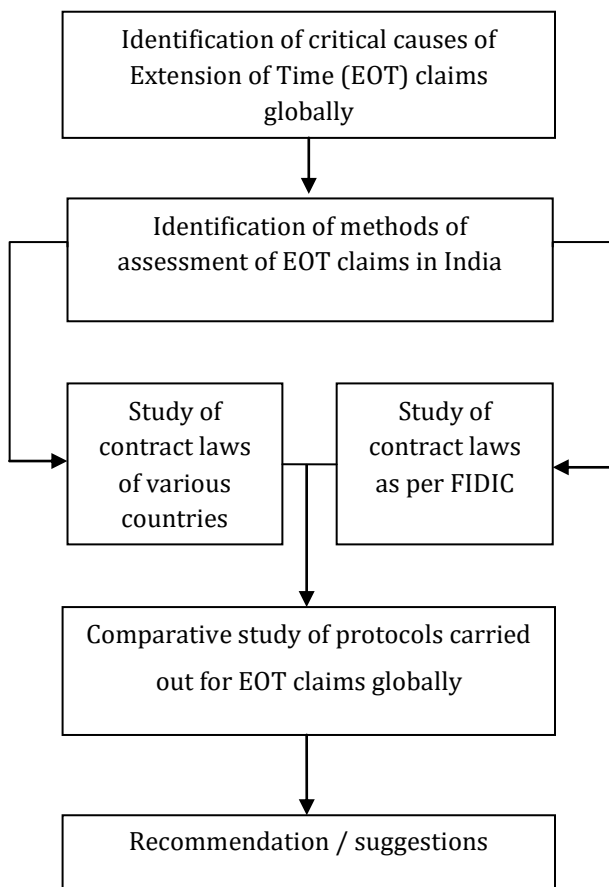 Identification of critical causes of
Extension of Time (EOT) claims
globally
Identification of methods of
assessment of EOT claims in India
Study of
contract laws
of various
countries
Study of
contract laws
as per FIDIC
Comparative study of protocols carried
out for EOT claims globally
Recommendation / suggestions